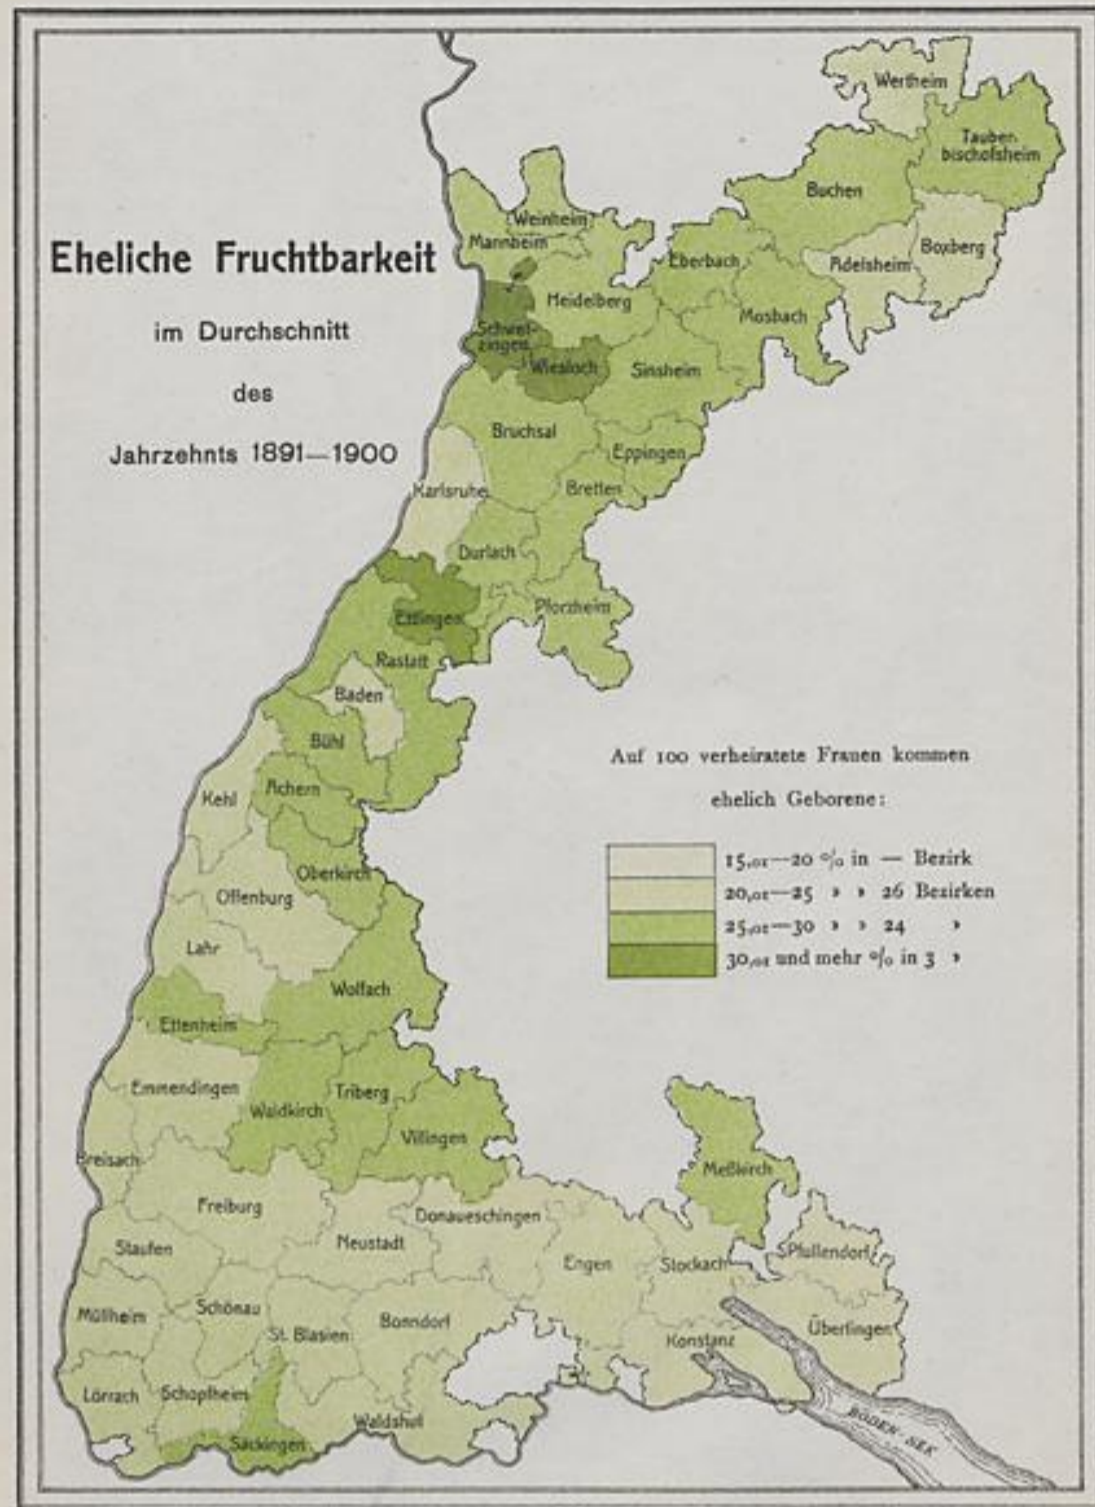 Eheliche Fruchtbarkeit
im Durchschnitt
des
Jahrzehnts 1891—1900
Wertheim
Tauber-
bischofsheim
Buchen
Boxberg
Adelsheim
Weinheim
Mannheim
Eberbach
Heidelberg
Mosbach
Schwet-
zingen
Wiesloch
Sinsheim
Bruchsal
Eppingen
Bretten
Karlsruhe
Durlach
Pforzheim
Ettlingen
Rastatt
Baden
Bühl
Achern
Kehl
Oberkirch
Offenburg
Lahr
Wolfach
Ettenheim
Emmendingen
Triberg
Waldkirch
Villingen
Breisach
Meßkirch
Freiburg
Donaueschingen
Neustadt
Staufen
Engen
Stockach
Pfullendorf
Müllheim
Schönau
St. Blasien
Bonndorf
Konstanz
Überlingen
Lörrach
Schopfheim
Waldshut
Säckingen
BODEN-SEE
Auf 100 verheiratete Frauen kommen
ehelich Geborene:
15,01—20 % in — Bezirk
20,01—25 » » 26 Bezirken
25,01—30 » » 24 »
30,01 und mehr % in 3 »